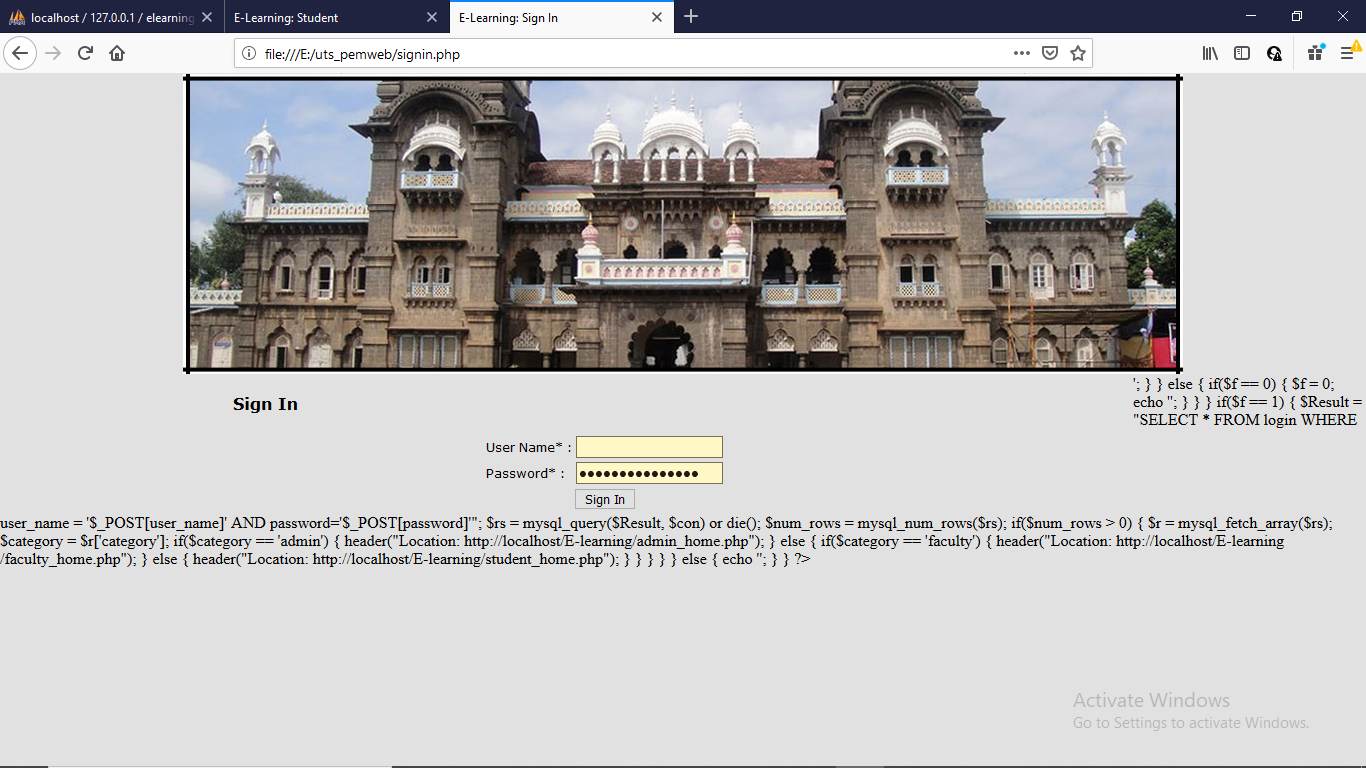 localhost / 127.0.0.1 / elearning
E-Learning: Student
E-Learning: Sign In
file:///E:/uts_pemweb/signin.php
'; } } else { if($f == 0) { $f = 0;
echo ''; } } } if($f == 1) { $Result =
"SELECT * FROM login WHERE
Sign In
User Name* :
Password* :
Sign In
user_name = '$_POST[user_name]' AND password='$_POST[password]'"; $rs = mysql_query($Result, $con) or die(); $num_rows = mysql_num_rows($rs); if($num_rows > 0) { $r = mysql_fetch_array($rs);
$category = $r['category']; if($category == 'admin') { header("Location: http://localhost/E-learning/admin_home.php"); } else { if($category == 'faculty') { header("Location: http://localhost/E-learning
/faculty_home.php"); } else { header("Location: http://localhost/E-learning/student_home.php"); } } } } } else { echo ''; } } ?>
Activate Windows
Go to Settings to activate Windows.